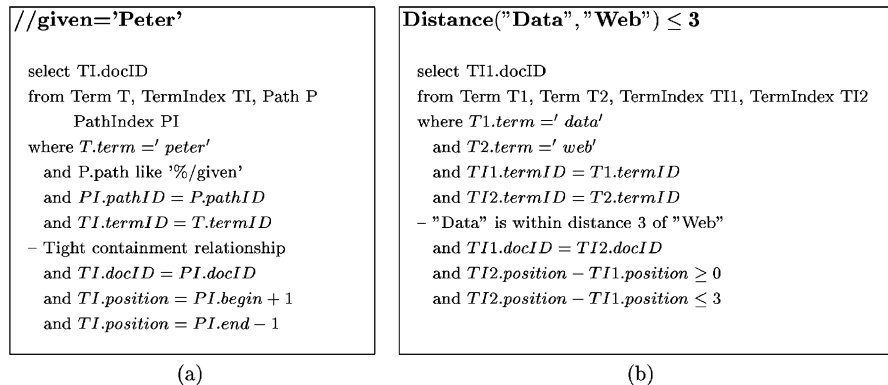 //given='Peter'
select TI.docID
from Term T, TermIndex TI, Path P
PathIndex PI
where T.term =' peter'
and P.path like '%/given'
and PI.pathID = P.pathID
and TI.termID = T.termID
– Tight containment relationship
and TI.docID = PI.docID
and TI.position = PI.begin + 1
and TI.position = PI.end − 1
(a)
Distance("Data", "Web") ≤ 3
select TI1.docID
from Term T1, Term T2, TermIndex TI1, TermIndex TI2
where T1.term =' data'
and T2.term =' web'
and TI1.termID = T1.termID
and TI2.termID = T2.termID
– "Data" is within distance 3 of "Web"
and TI1.docID = TI2.docID
and TI2.position − TI1.position ≥ 0
and TI2.position − TI1.position ≤ 3
(b)